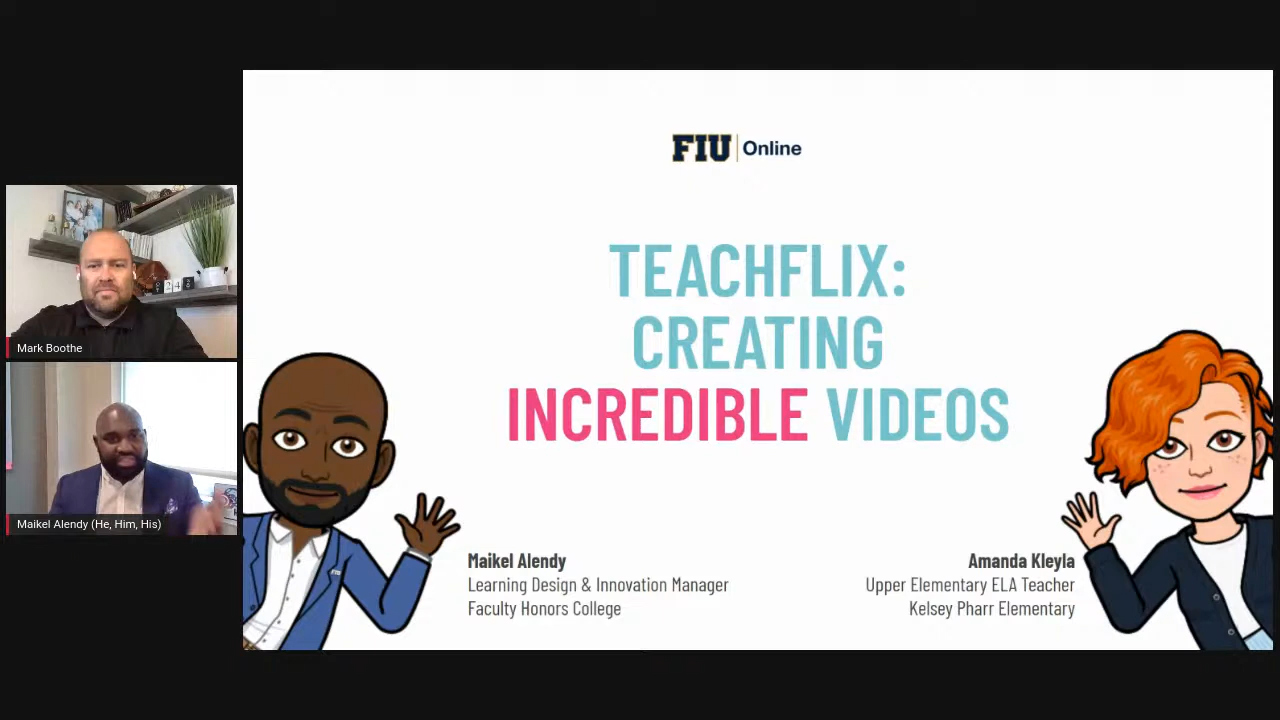 FIU Online
TEACHFLIX:
CREATING
INCREDIBLE VIDEOS
Mark Boothe
Maikel Alendy (He, Him, His)
Maikel Alendy
Learning Design & Innovation Manager
Faculty Honors College
Amanda Kleyla
Upper Elementary ELA Teacher
Kelsey Pharr Elementary